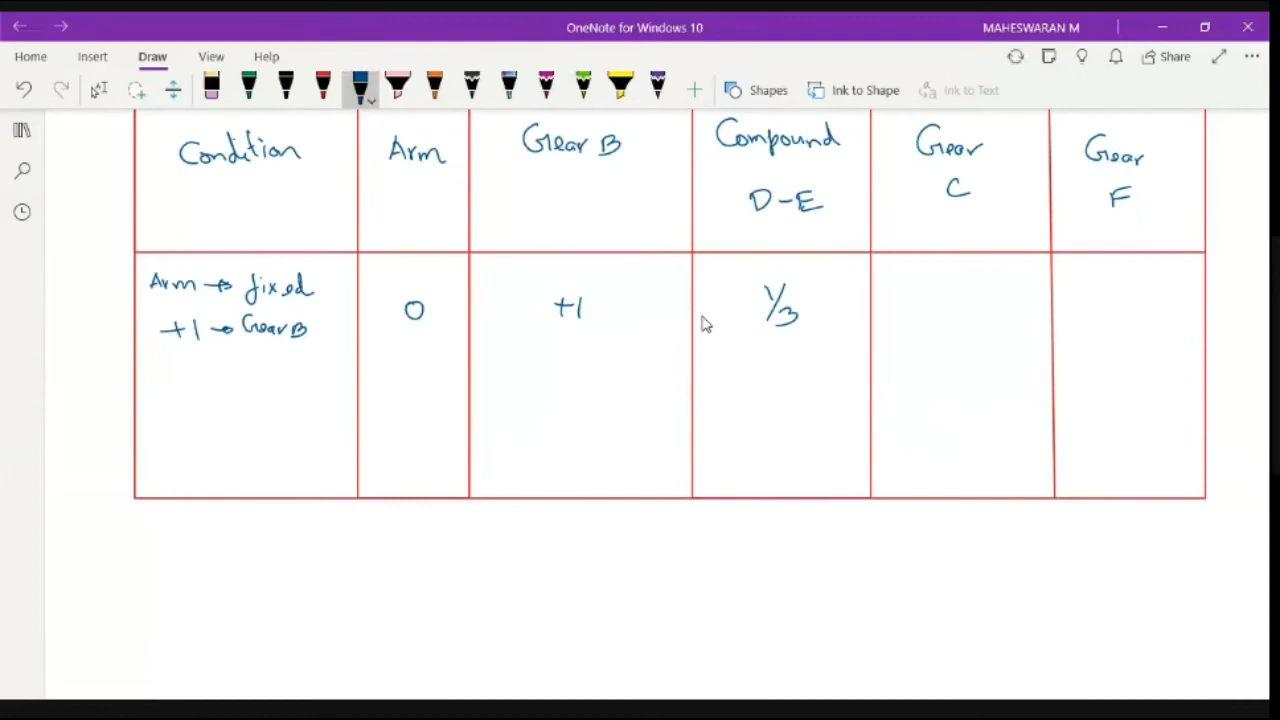 OneNote for Windows 10
MAHESWARAN M
Home Insert Draw View Help
Share
Shapes
Ink to Shape
Ink to Text
Condition
Arm
Gear B
Compound
D-E
Gear
C
Gear
F
Arm → fixed
+1 → Gear B
0
+1
1/3